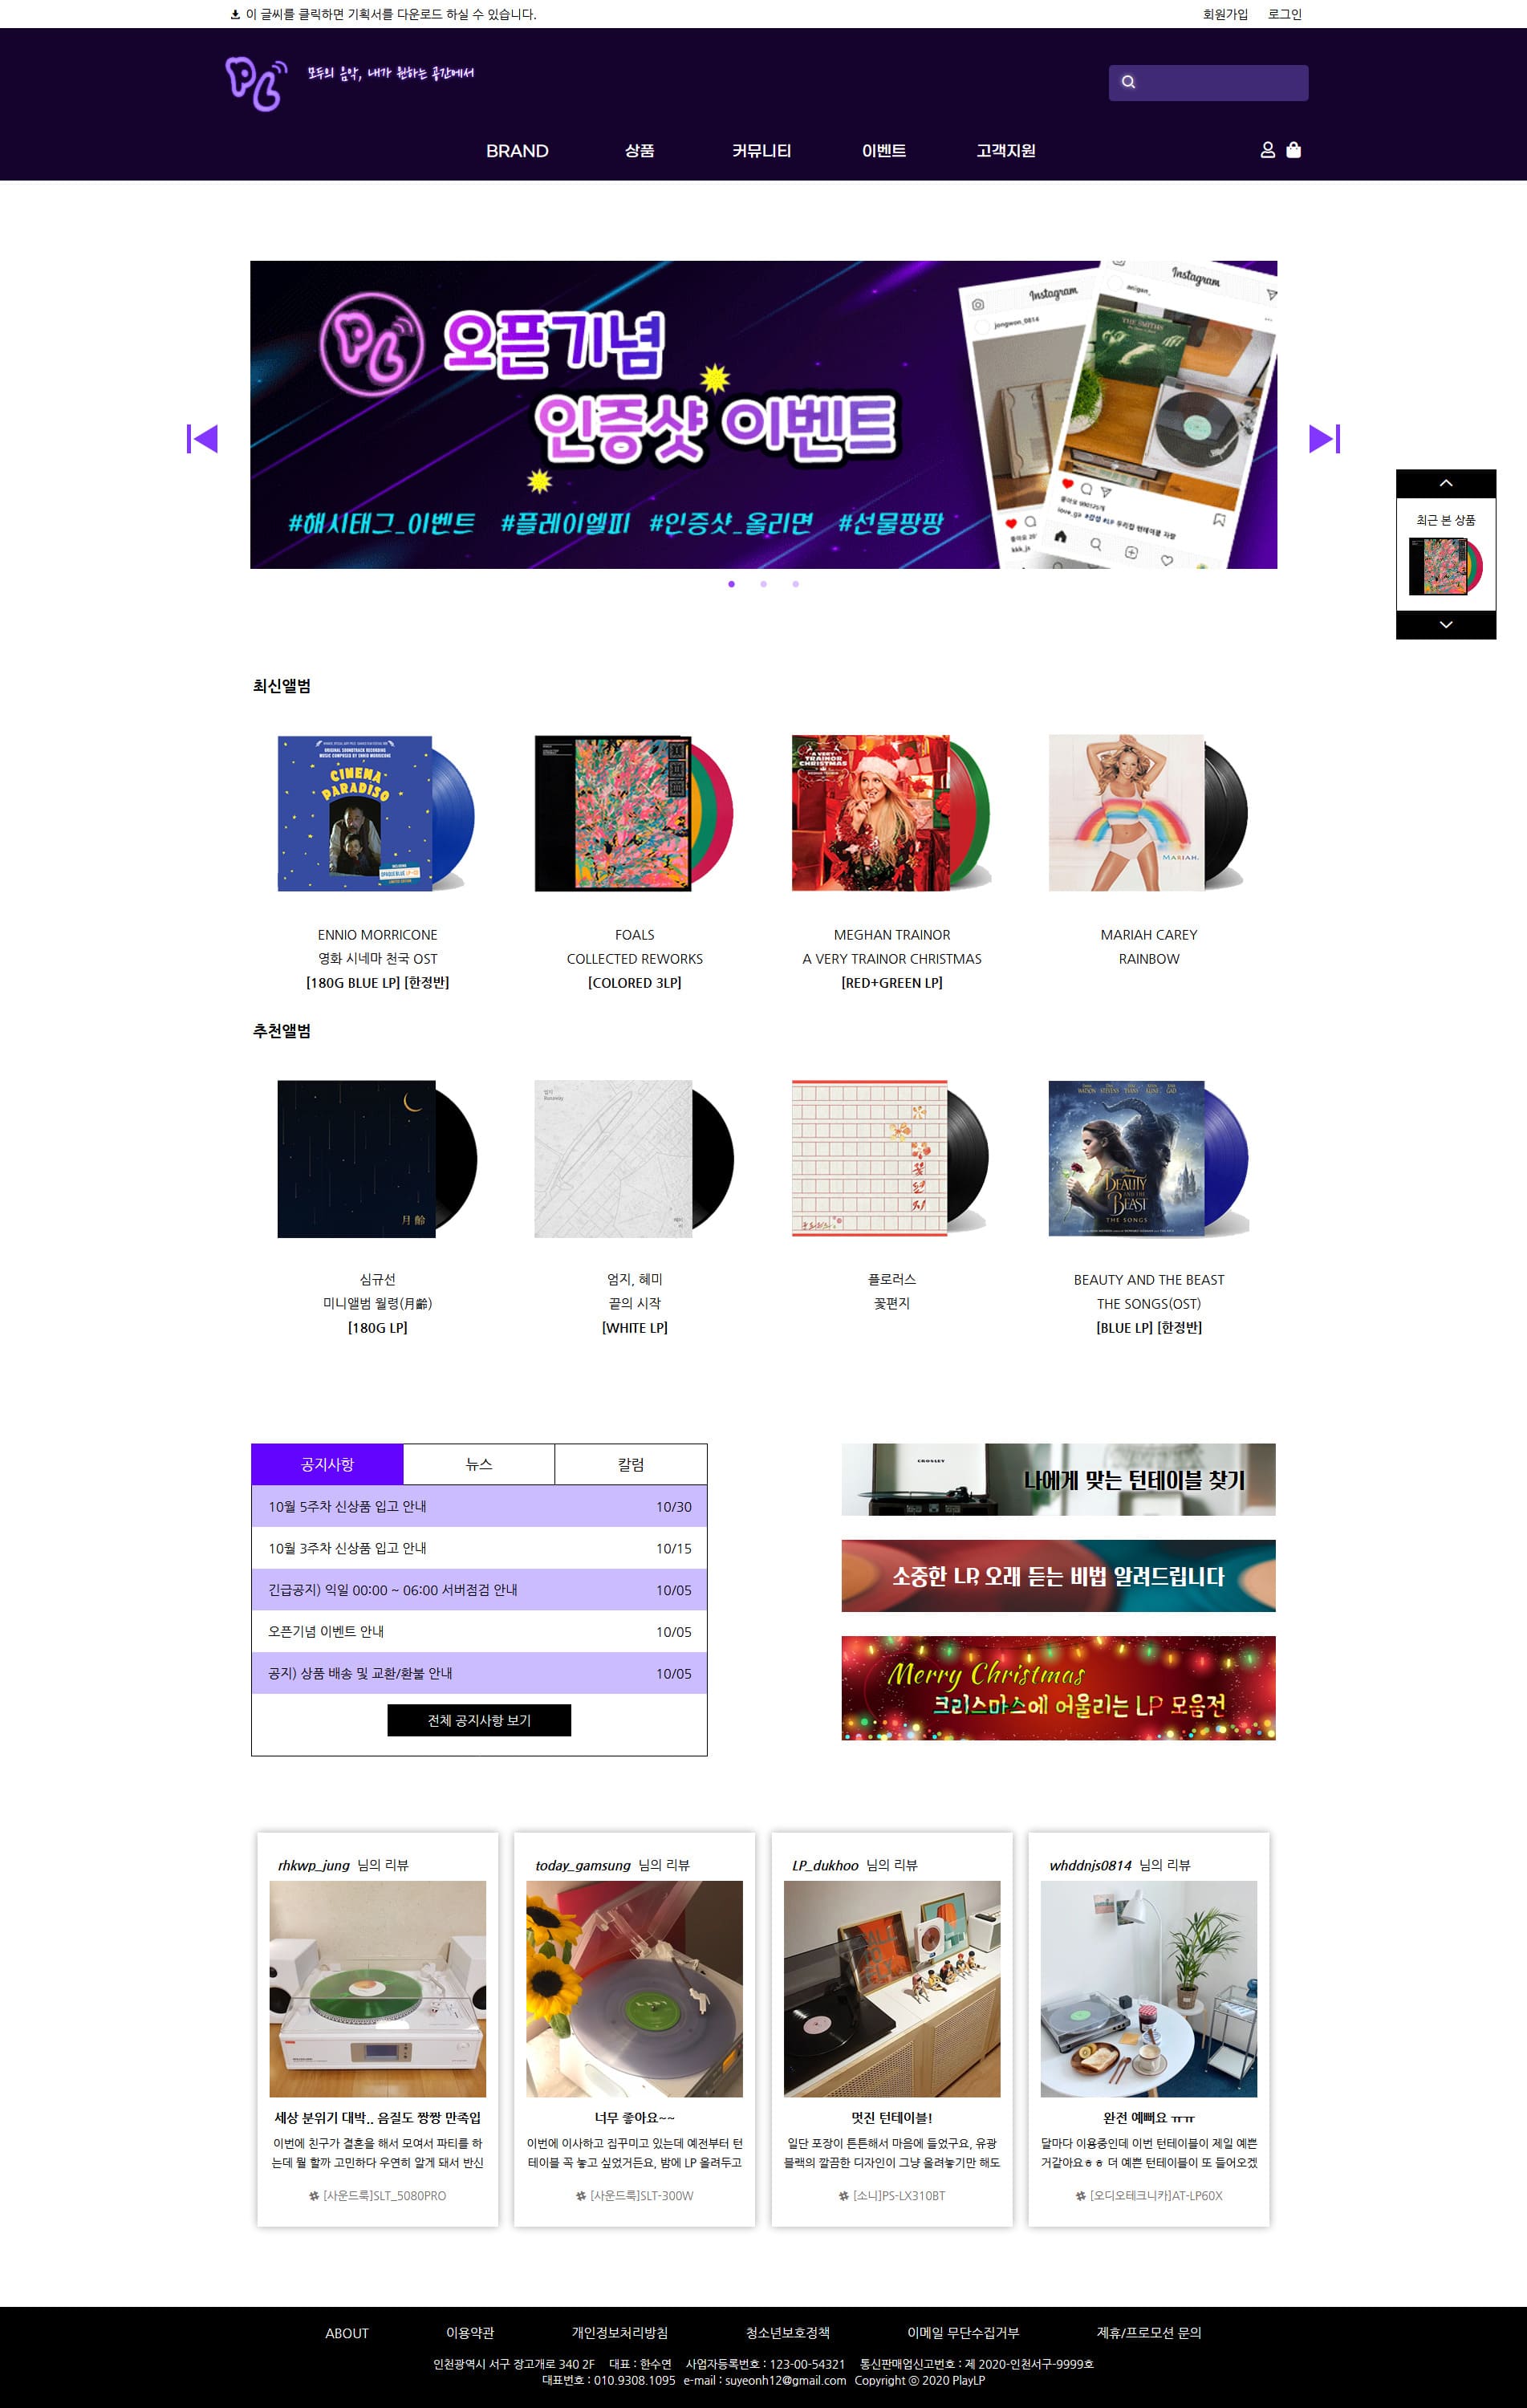 이 글씨를 클릭하면 기획서를 다운로드 하실 수 있습니다.
회원가입 로그인
PL 모두의 음악, 내가 원하는 공간에서
BRAND 상품 커뮤니티 이벤트 고객지원
PL 오픈기념
인증샷 이벤트
#해시태그_이벤트 #플레이엘피 #인증샷_올리면 #선물팡팡
Instagram
jongwon_0814
Instagram
THE SMITHS
최근 본 상품
최신앨범
ORIGINAL SOUNDTRACK RECORDING
MUSIC COMPOSED BY ENNIO MORRICONE
CINEMA
PARADISO
A VERY
TRAINOR
CHRISTMAS
MARIAH.
ENNIO MORRICONE
영화 시네마 천국 OST
[180G BLUE LP] [한정반]
FOALS
COLLECTED REWORKS
[COLORED 3LP]
MEGHAN TRAINOR
A VERY TRAINOR CHRISTMAS
[RED+GREEN LP]
MARIAH CAREY
RAINBOW
추천앨범
月齡
꽃
편
지
Disney
BEAUTY
AND THE
BEAST
THE SONGS
심규선
미니앨범 월령(月齡)
[180G LP]
엄지, 혜미
끝의 시작
[WHITE LP]
플로러스
꽃편지
BEAUTY AND THE BEAST
THE SONGS(OST)
[BLUE LP] [한정반]
공지사항 뉴스 칼럼
10월 5주차 신상품 입고 안내 10/30
10월 3주차 신상품 입고 안내 10/15
긴급공지) 익일 00:00 ~ 06:00 서버점검 안내 10/05
오픈기념 이벤트 안내 10/05
공지) 상품 배송 및 교환/환불 안내 10/05
전체 공지사항 보기
CROSLEY
나에게 맞는 턴테이블 찾기
소중한 LP, 오래 듣는 비법 알려드립니다
Merry Christmas
크리스마스에 어울리는 LP 모음전
rhkwp_jung 님의 리뷰
세상 분위기 대박.. 음질도 짱짱 만족입
이번에 친구가 결혼을 해서 모여서 파티를 하
는데 뭘 할까 고민하다 우연히 알게 돼서 반신
[사운드룩]SLT_5080PRO
today_gamsung 님의 리뷰
너무 좋아요~~
이번에 이사하고 집꾸미고 있는데 예전부터 턴
테이블 꼭 놓고 싶었거든요, 밤에 LP 올려두고
[사운드룩]SLT-300W
LP_dukhoo 님의 리뷰
멋진 턴테이블!
일단 포장이 튼튼해서 마음에 들었구요, 유광
블랙의 깔끔한 디자인이 그냥 올려놓기만 해도
[소니]PS-LX310BT
whddnjs0814 님의 리뷰
완전 예뻐요 ㅠㅠ
달마다 이용중인데 이번 턴테이블이 제일 예쁜
거같아요ㅎㅎ 더 예쁜 턴테이블이 또 들어오겠
[오디오테크니카]AT-LP60X
ABOUT 이용약관 개인정보처리방침 청소년보호정책 이메일 무단수집거부 제휴/프로모션 문의
인천광역시 서구 장고개로 340 2F 대표 : 한수연 사업자등록번호 : 123-00-54321 통신판매업신고번호 : 제 2020-인천서구-9999호
대표번호 : 010.9308.1095 e-mail : suyeonh12@gmail.com Copyright ⓒ 2020 PlayLP